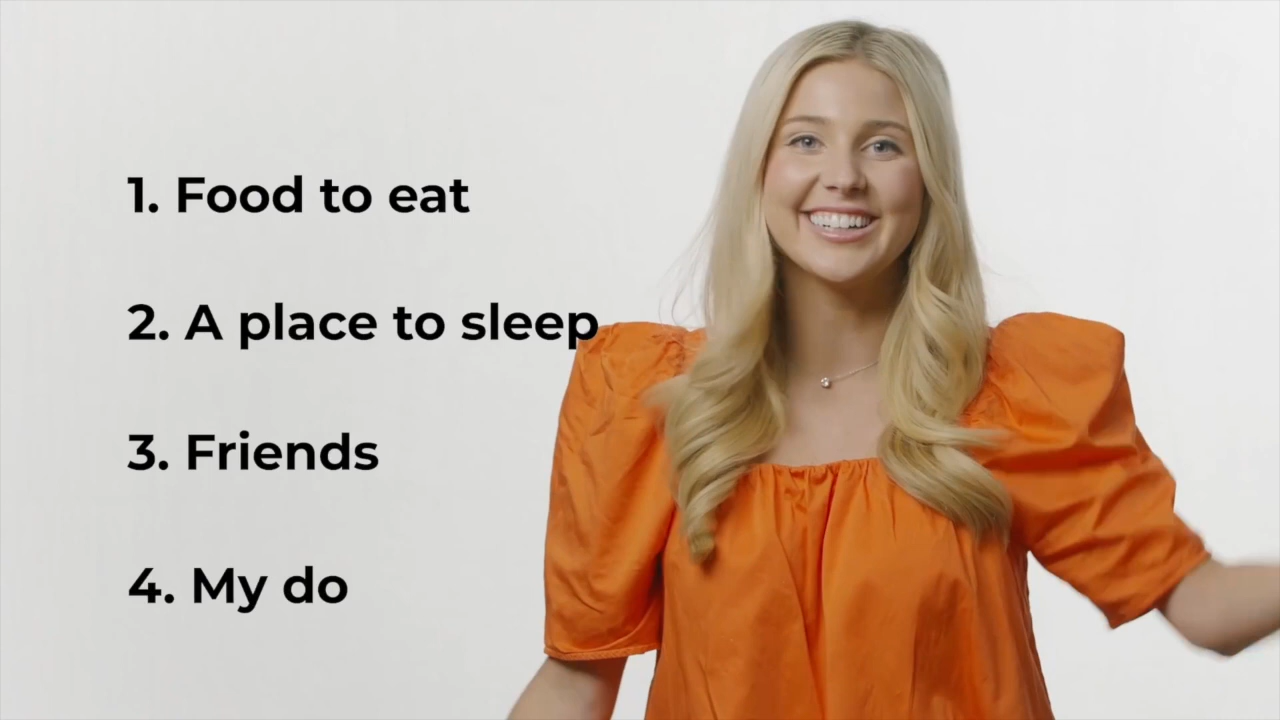 1. Food to eat
2. A place to sleep
3. Friends
4. My do